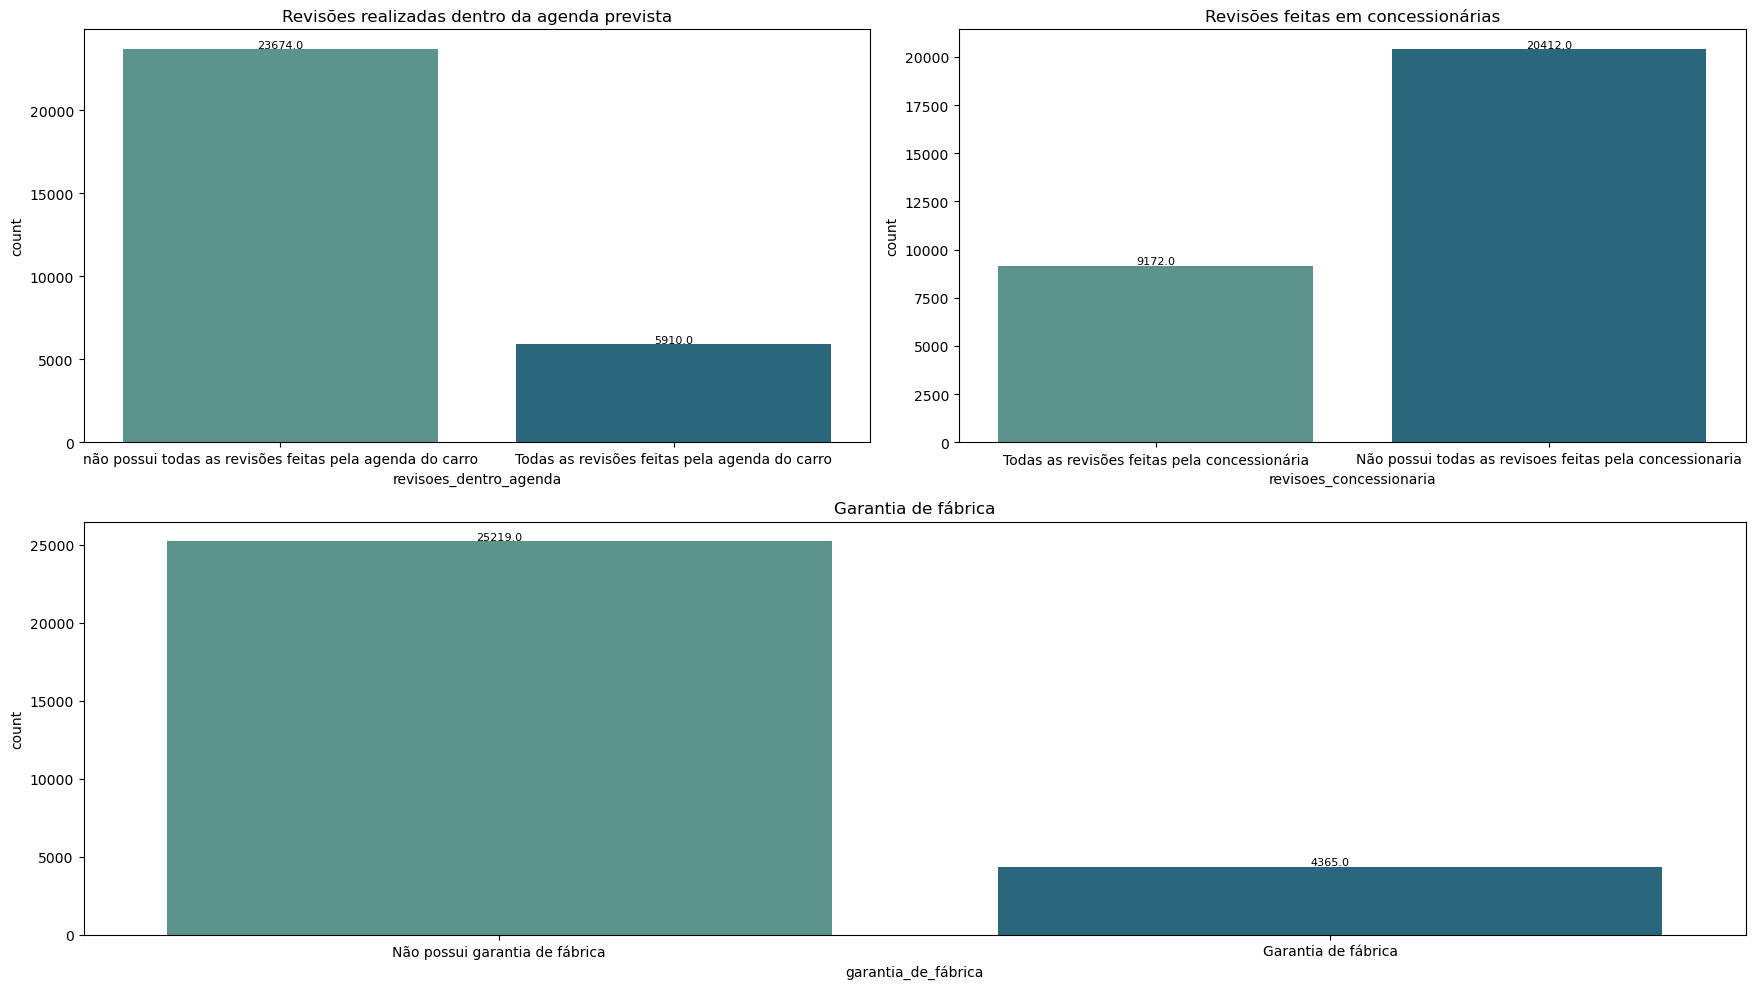 Revisões realizadas dentro da agenda prevista
23674.0
5910.0
20000
15000
10000
5000
0
count
não possui todas as revisões feitas pela agenda do carro
Todas as revisões feitas pela agenda do carro
revisoes_dentro_agenda
Revisões feitas em concessionárias
20412.0
9172.0
20000
17500
15000
12500
10000
7500
5000
2500
0
count
Todas as revisões feitas pela concessionária
Não possui todas as revisoes feitas pela concessionaria
revisoes_concessionaria
Garantia de fábrica
25219.0
4365.0
25000
20000
15000
10000
5000
0
count
Não possui garantia de fábrica
Garantia de fábrica
garantia_de_fábrica